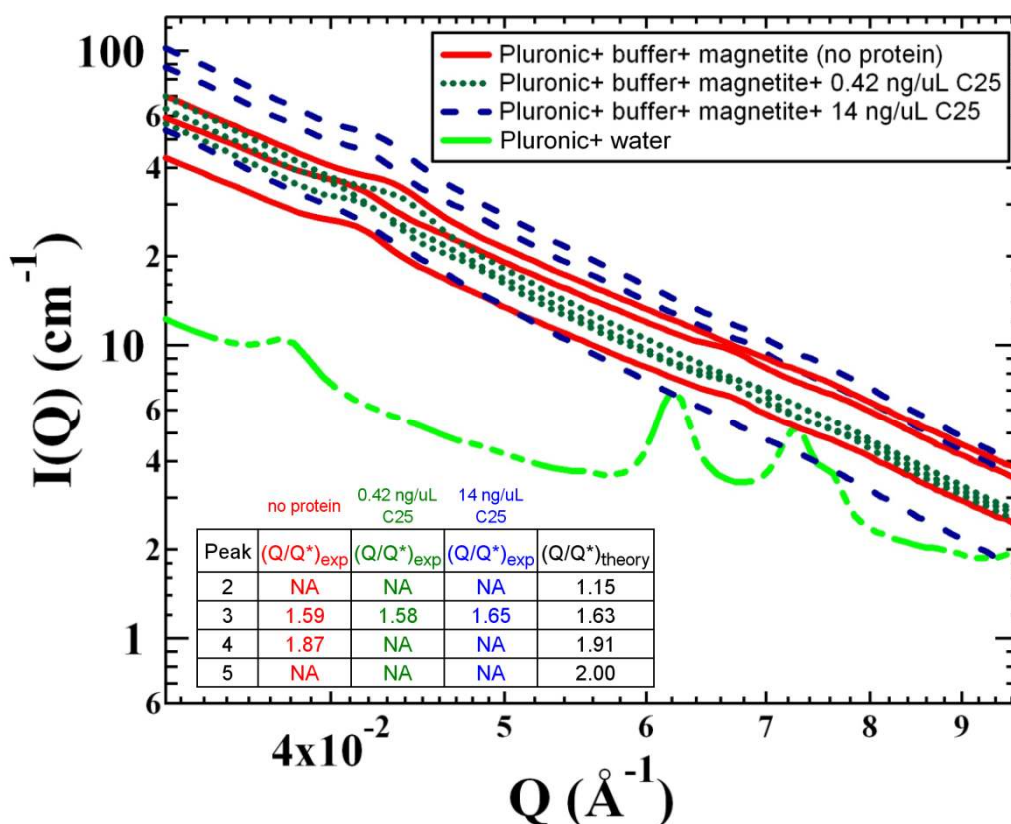 100
6
4
2
10
6
4
2
1
6
I(Q) (cm-1)
Pluronic+ buffer+ magnetite (no protein)
Pluronic+ buffer+ magnetite+ 0.42 ng/uL C25
Pluronic+ buffer+ magnetite+ 14 ng/uL C25
Pluronic+ water
no protein 0.42 ng/uL C25 14 ng/uL C25
Peak (Q/Q*)exp (Q/Q*)exp (Q/Q*)exp (Q/Q*)theory
2 NA NA NA 1.15
3 1.59 1.58 1.65 1.63
4 1.87 NA NA 1.91
5 NA NA NA 2.00
4x10-2 5 6 7 8 9
Q (Å-1)